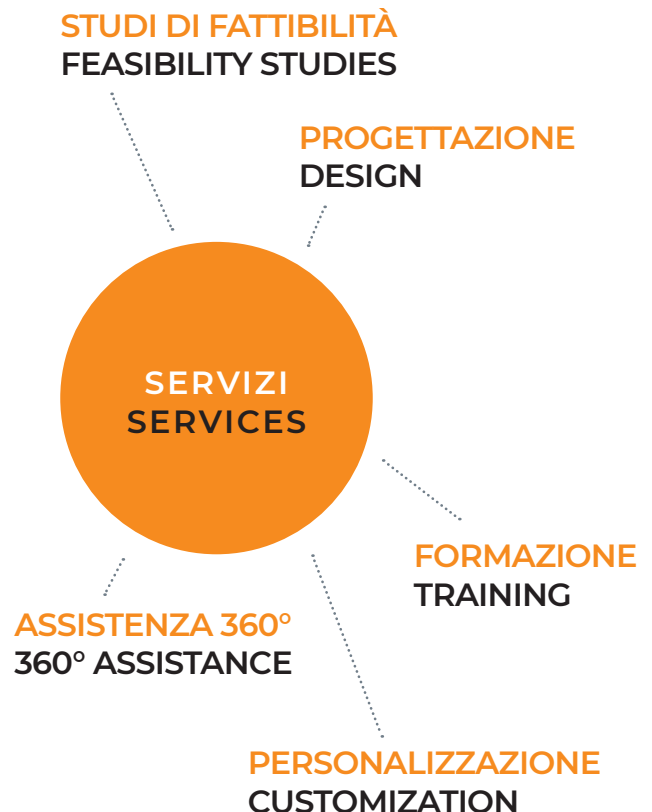 STUDI DI FATTIBILITÀ
FEASIBILITY STUDIES
PROGETTAZIONE
DESIGN
SERVIZI
SERVICES
FORMAZIONE
TRAINING
ASSISTENZA 360°
360° ASSISTANCE
PERSONALIZZAZIONE
CUSTOMIZATION